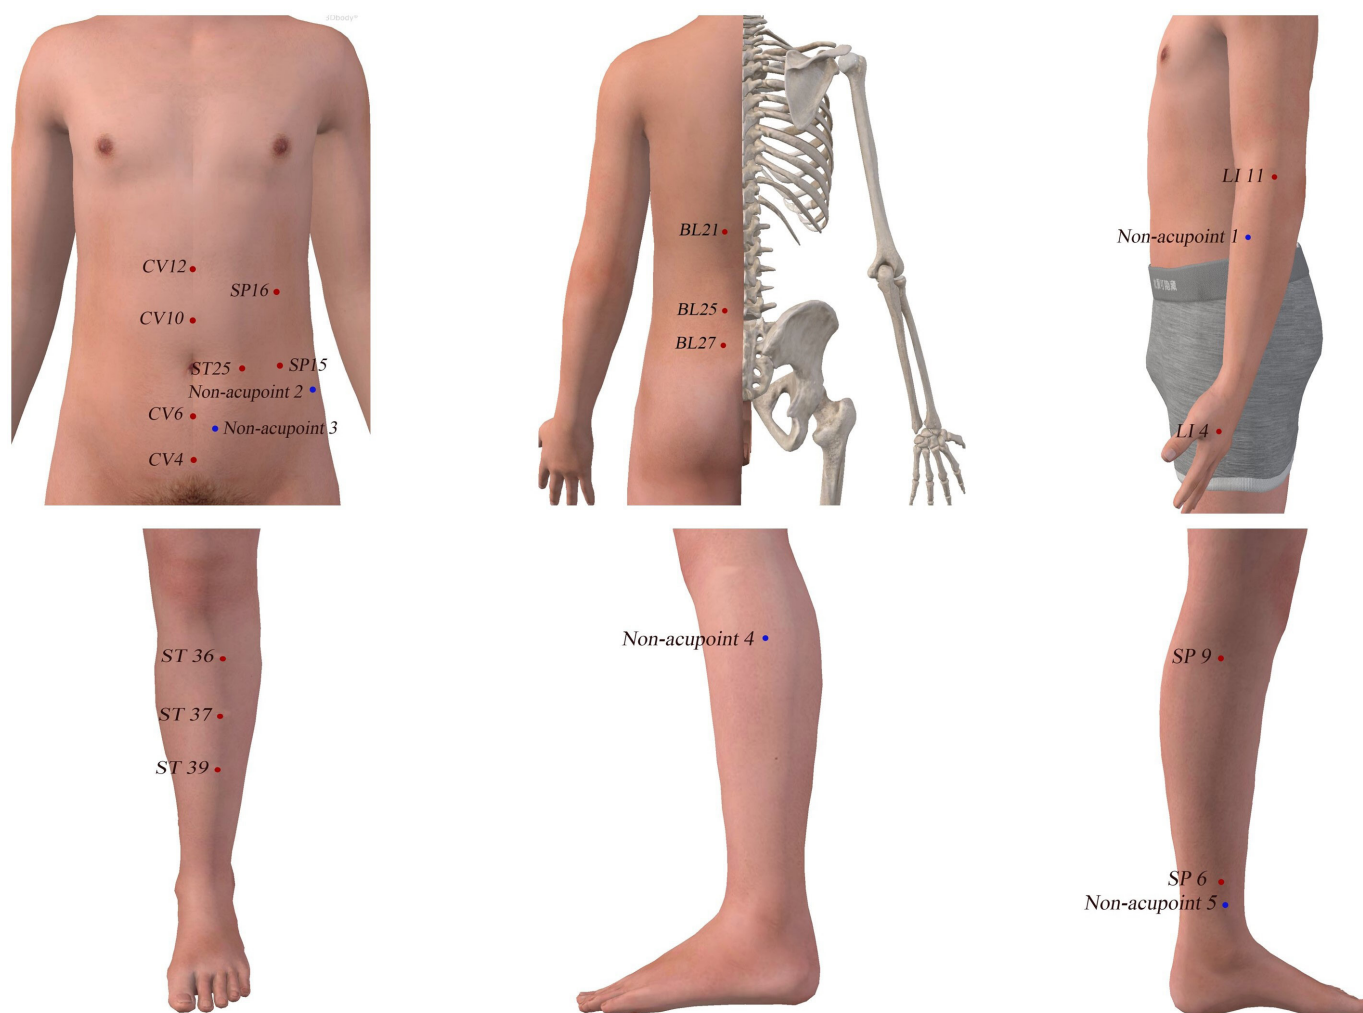 3Dbody®
CV12
SP16
CV10
ST25
SP15
Non-acupoint 2
CV6
Non-acupoint 3
CV4
BL21
BL25
BL27
LI 11
Non-acupoint 1
LI 4
ST 36
ST 37
ST 39
Non-acupoint 4
SP 9
SP 6
Non-acupoint 5